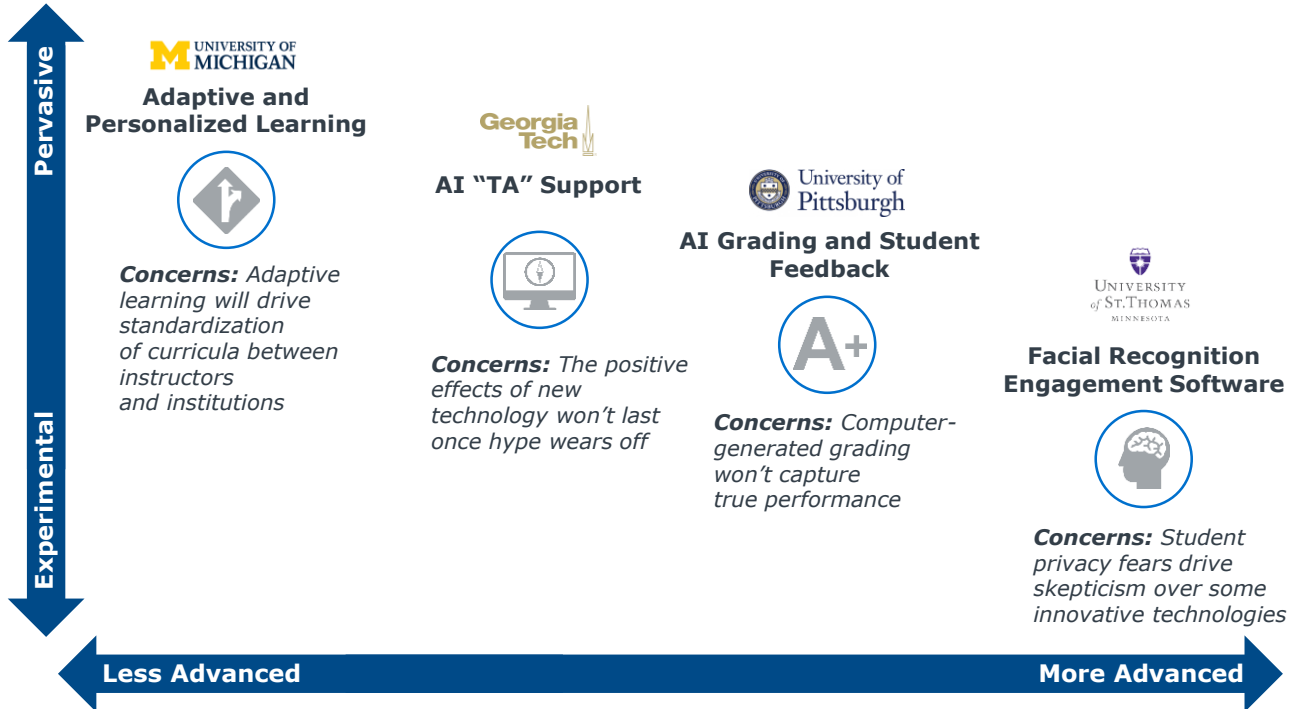 Pervasive
Experimental
M UNIVERSITY OF
MICHIGAN
Adaptive and
Personalized Learning
Concerns: Adaptive
learning will drive
standardization
of curricula between
instructors
and institutions
Georgia
Tech
AI “TA” Support
Concerns: The positive
effects of new
technology won’t last
once hype wears off
University of
Pittsburgh
AI Grading and Student
Feedback
A+
Concerns: Computer-
generated grading
won’t capture
true performance
UNIVERSITY
of ST.THOMAS
MINNESOTA
Facial Recognition
Engagement Software
Concerns: Student
privacy fears drive
skepticism over some
innovative technologies
Less Advanced
More Advanced